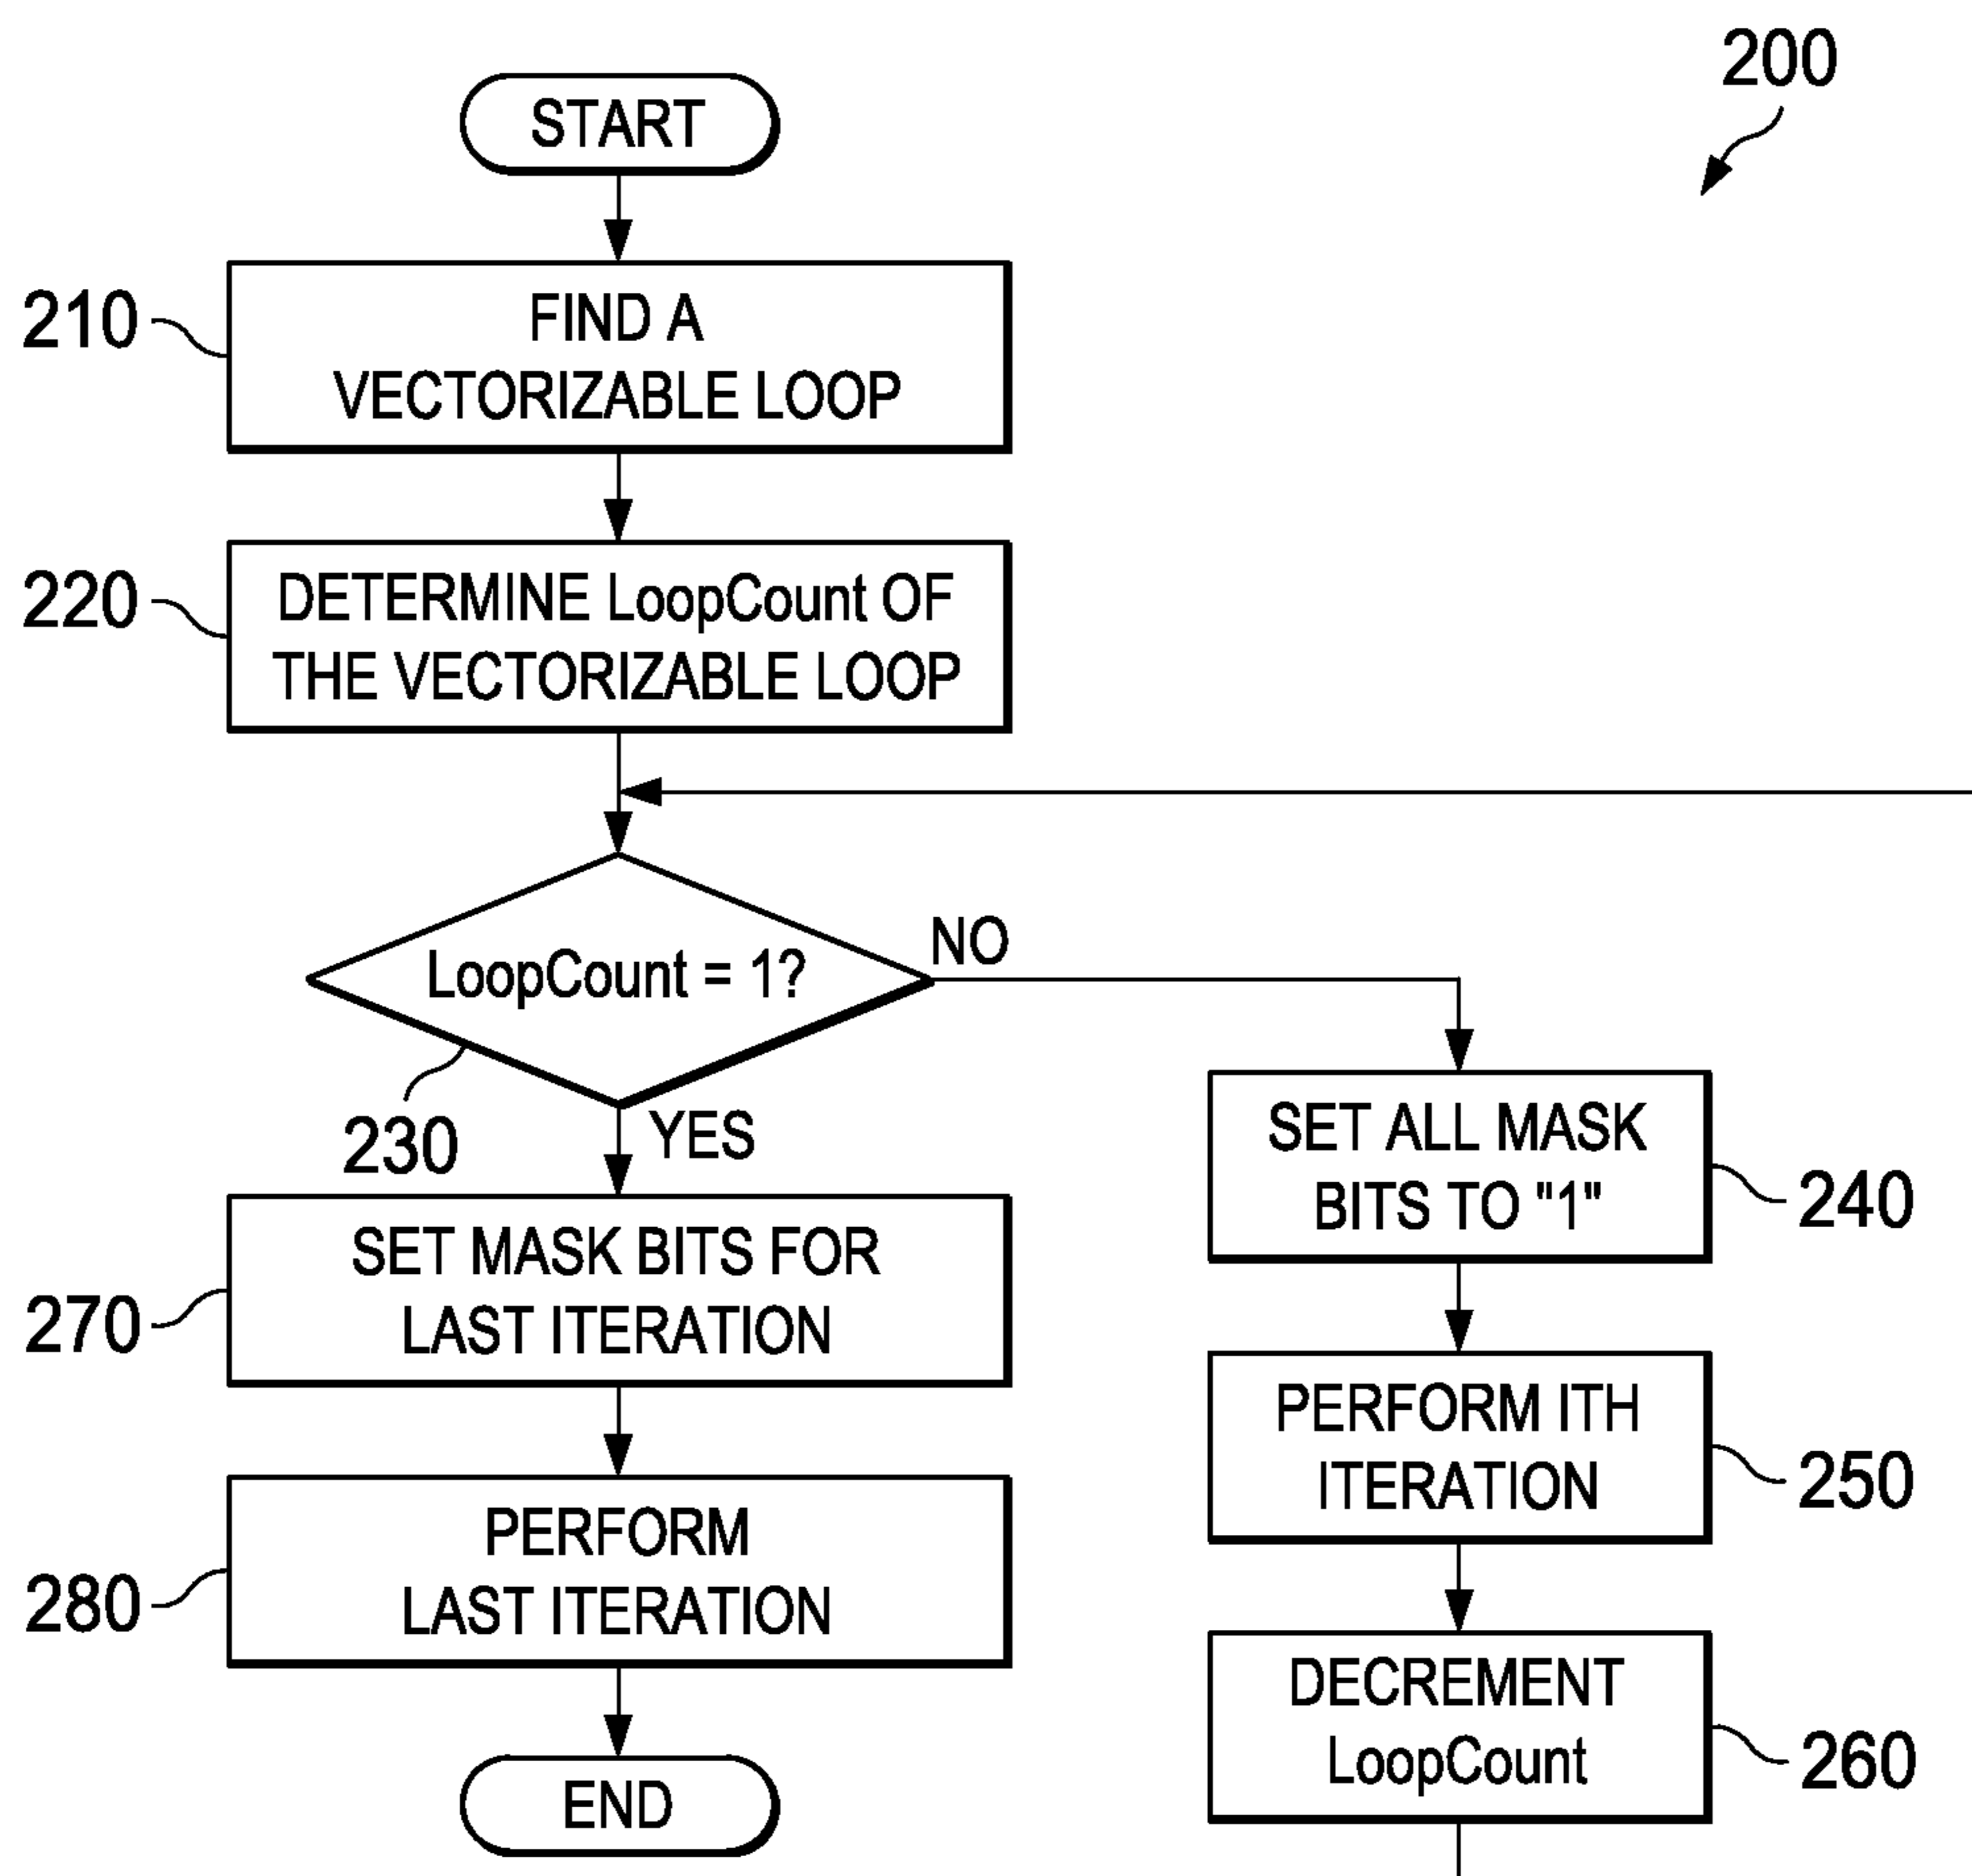 200
START
210
FIND A
VECTORIZABLE LOOP
220
DETERMINE LoopCount OF
THE VECTORIZABLE LOOP
LoopCount = 1?
NO
230
YES
SET ALL MASK
BITS TO "1"
240
270
SET MASK BITS FOR
LAST ITERATION
PERFORM ITH
ITERATION
250
280
PERFORM
LAST ITERATION
DECREMENT
LoopCount
260
END